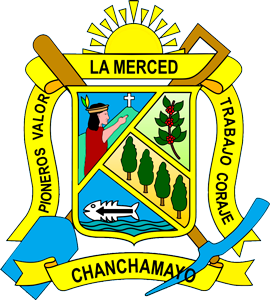 LA MERCED
PIONEROS VALOR
TRABAJO CORAJE
CHANCHAMAYO